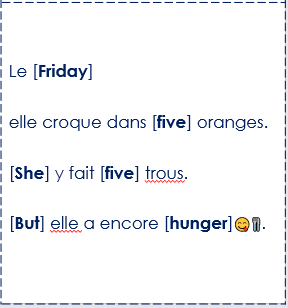 Le [Friday]
elle croque dans [five] oranges.
[She] y fait [five] trous.
[But] elle a encore [hunger]😋👖.